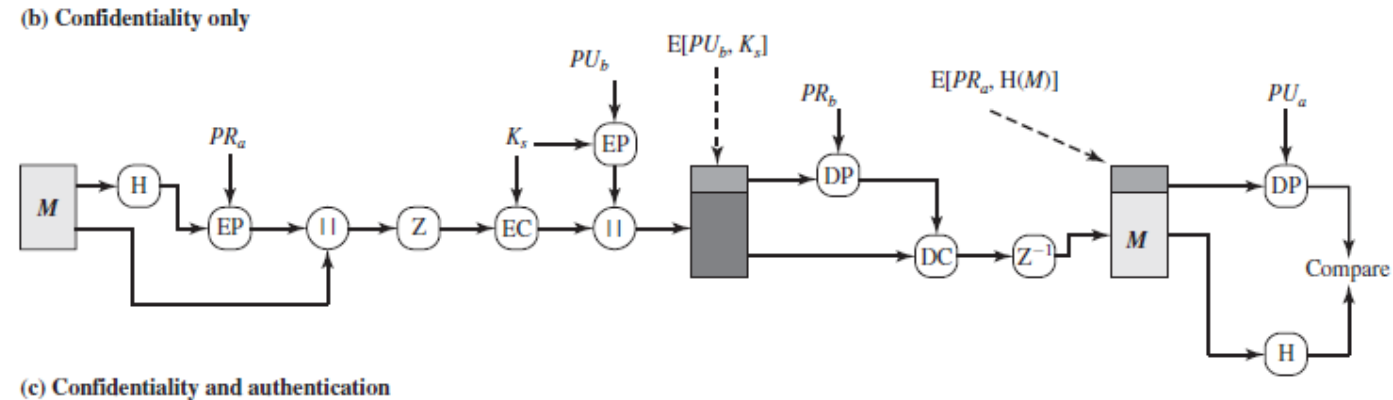 (b) Confidentiality only
E[PU_b, K_s]
PU_b
E[PR_a, H(M)]
PR_b
PU_a
PR_a
K_s
EP
H
DP
DP
M
EP
||
Z
EC
||
DC
Z⁻¹
M
Compare
H
(c) Confidentiality and authentication